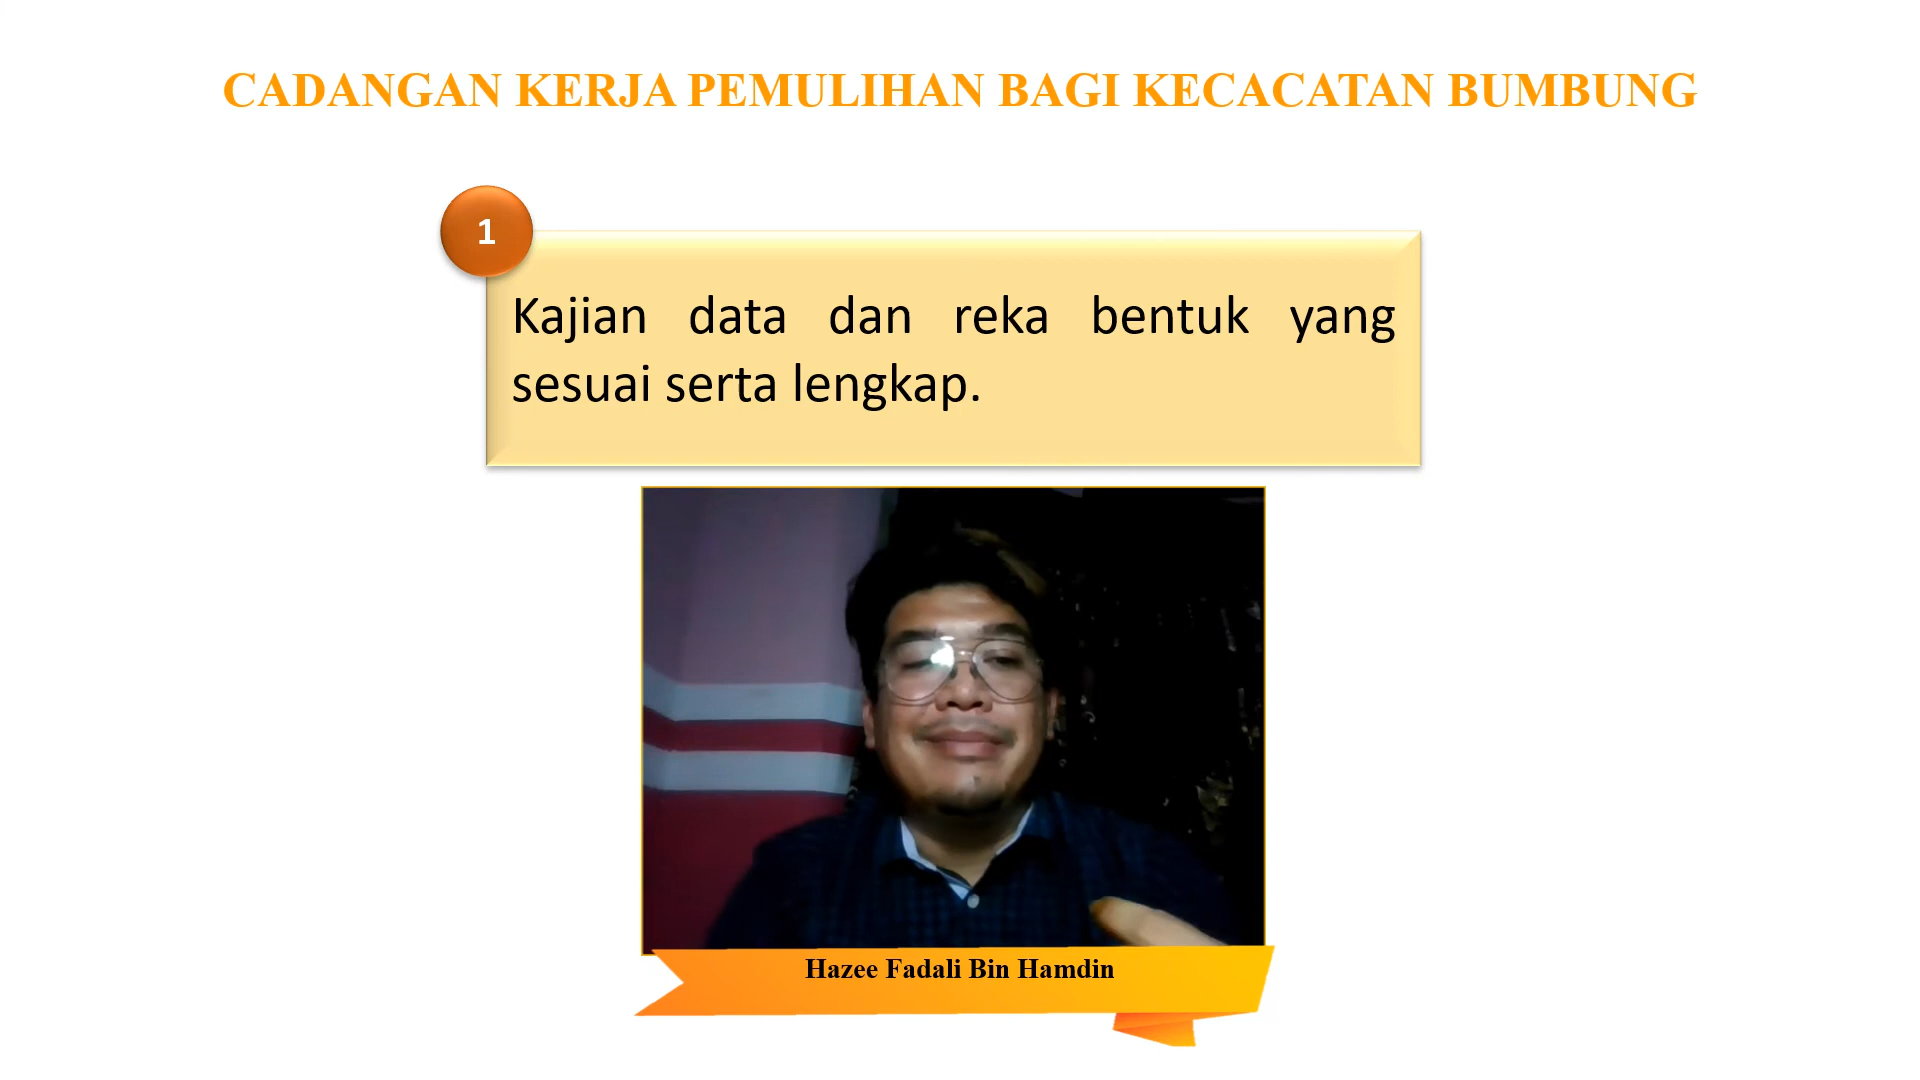 CADANGAN KERJA PEMULIHAN BAGI KECACATAN BUMBUNG
1
Kajian data dan reka bentuk yang
sesuai serta lengkap.
Hazee Fadali Bin Hamdin